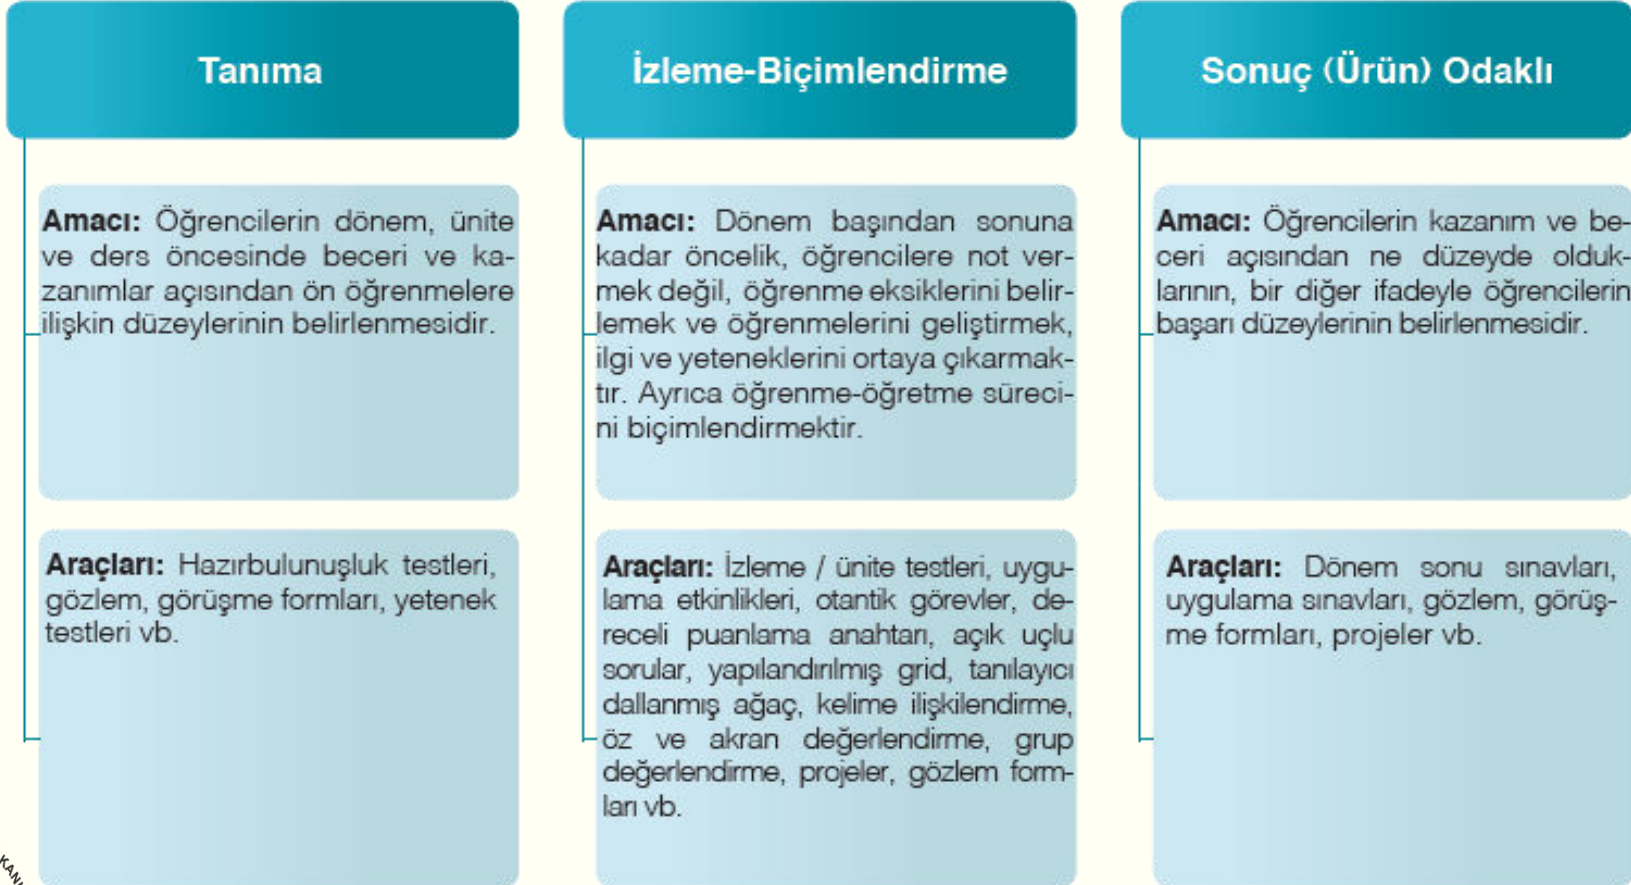 Tanıma
Amacı: Öğrencilerin dönem, ünite
ve ders öncesinde beceri ve ka-
zanımlar açısından ön öğrenmelere
ilişkin düzeylerinin belirlenmesidir.
Araçları: Hazırbulunuşluk testleri,
gözlem, görüşme formları, yetenek
testleri vb.
İzleme-Biçimlendirme
Amacı: Dönem başından sonuna
kadar öncelik, öğrencilere not ver-
mek değil, öğrenme eksiklerini belir-
lemek ve öğrenmelerini geliştirmek,
ilgi ve yeteneklerini ortaya çıkarmak-
tır. Ayrıca öğrenme-öğretme süreci-
ni biçimlendirmektir.
Araçları: İzleme / ünite testleri, uygu-
lama etkinlikleri, otantik görevler, de-
receli puanlama anahtarı, açık uçlu
sorular, yapılandırılmış grid, tanılayıcı
dallanmış ağaç, kelime ilişkilendirme,
öz ve akran değerlendirme, grup
değerlendirme, projeler, gözlem form-
ları vb.
Sonuç (Ürün) Odaklı
Amacı: Öğrencilerin kazanım ve be-
ceri açısından ne düzeyde olduk-
larının, bir diğer ifadeyle öğrencilerin
başarı düzeylerinin belirlenmesidir.
Araçları: Dönem sonu sınavları,
uygulama sınavları, gözlem, görüş-
me formları, projeler vb.